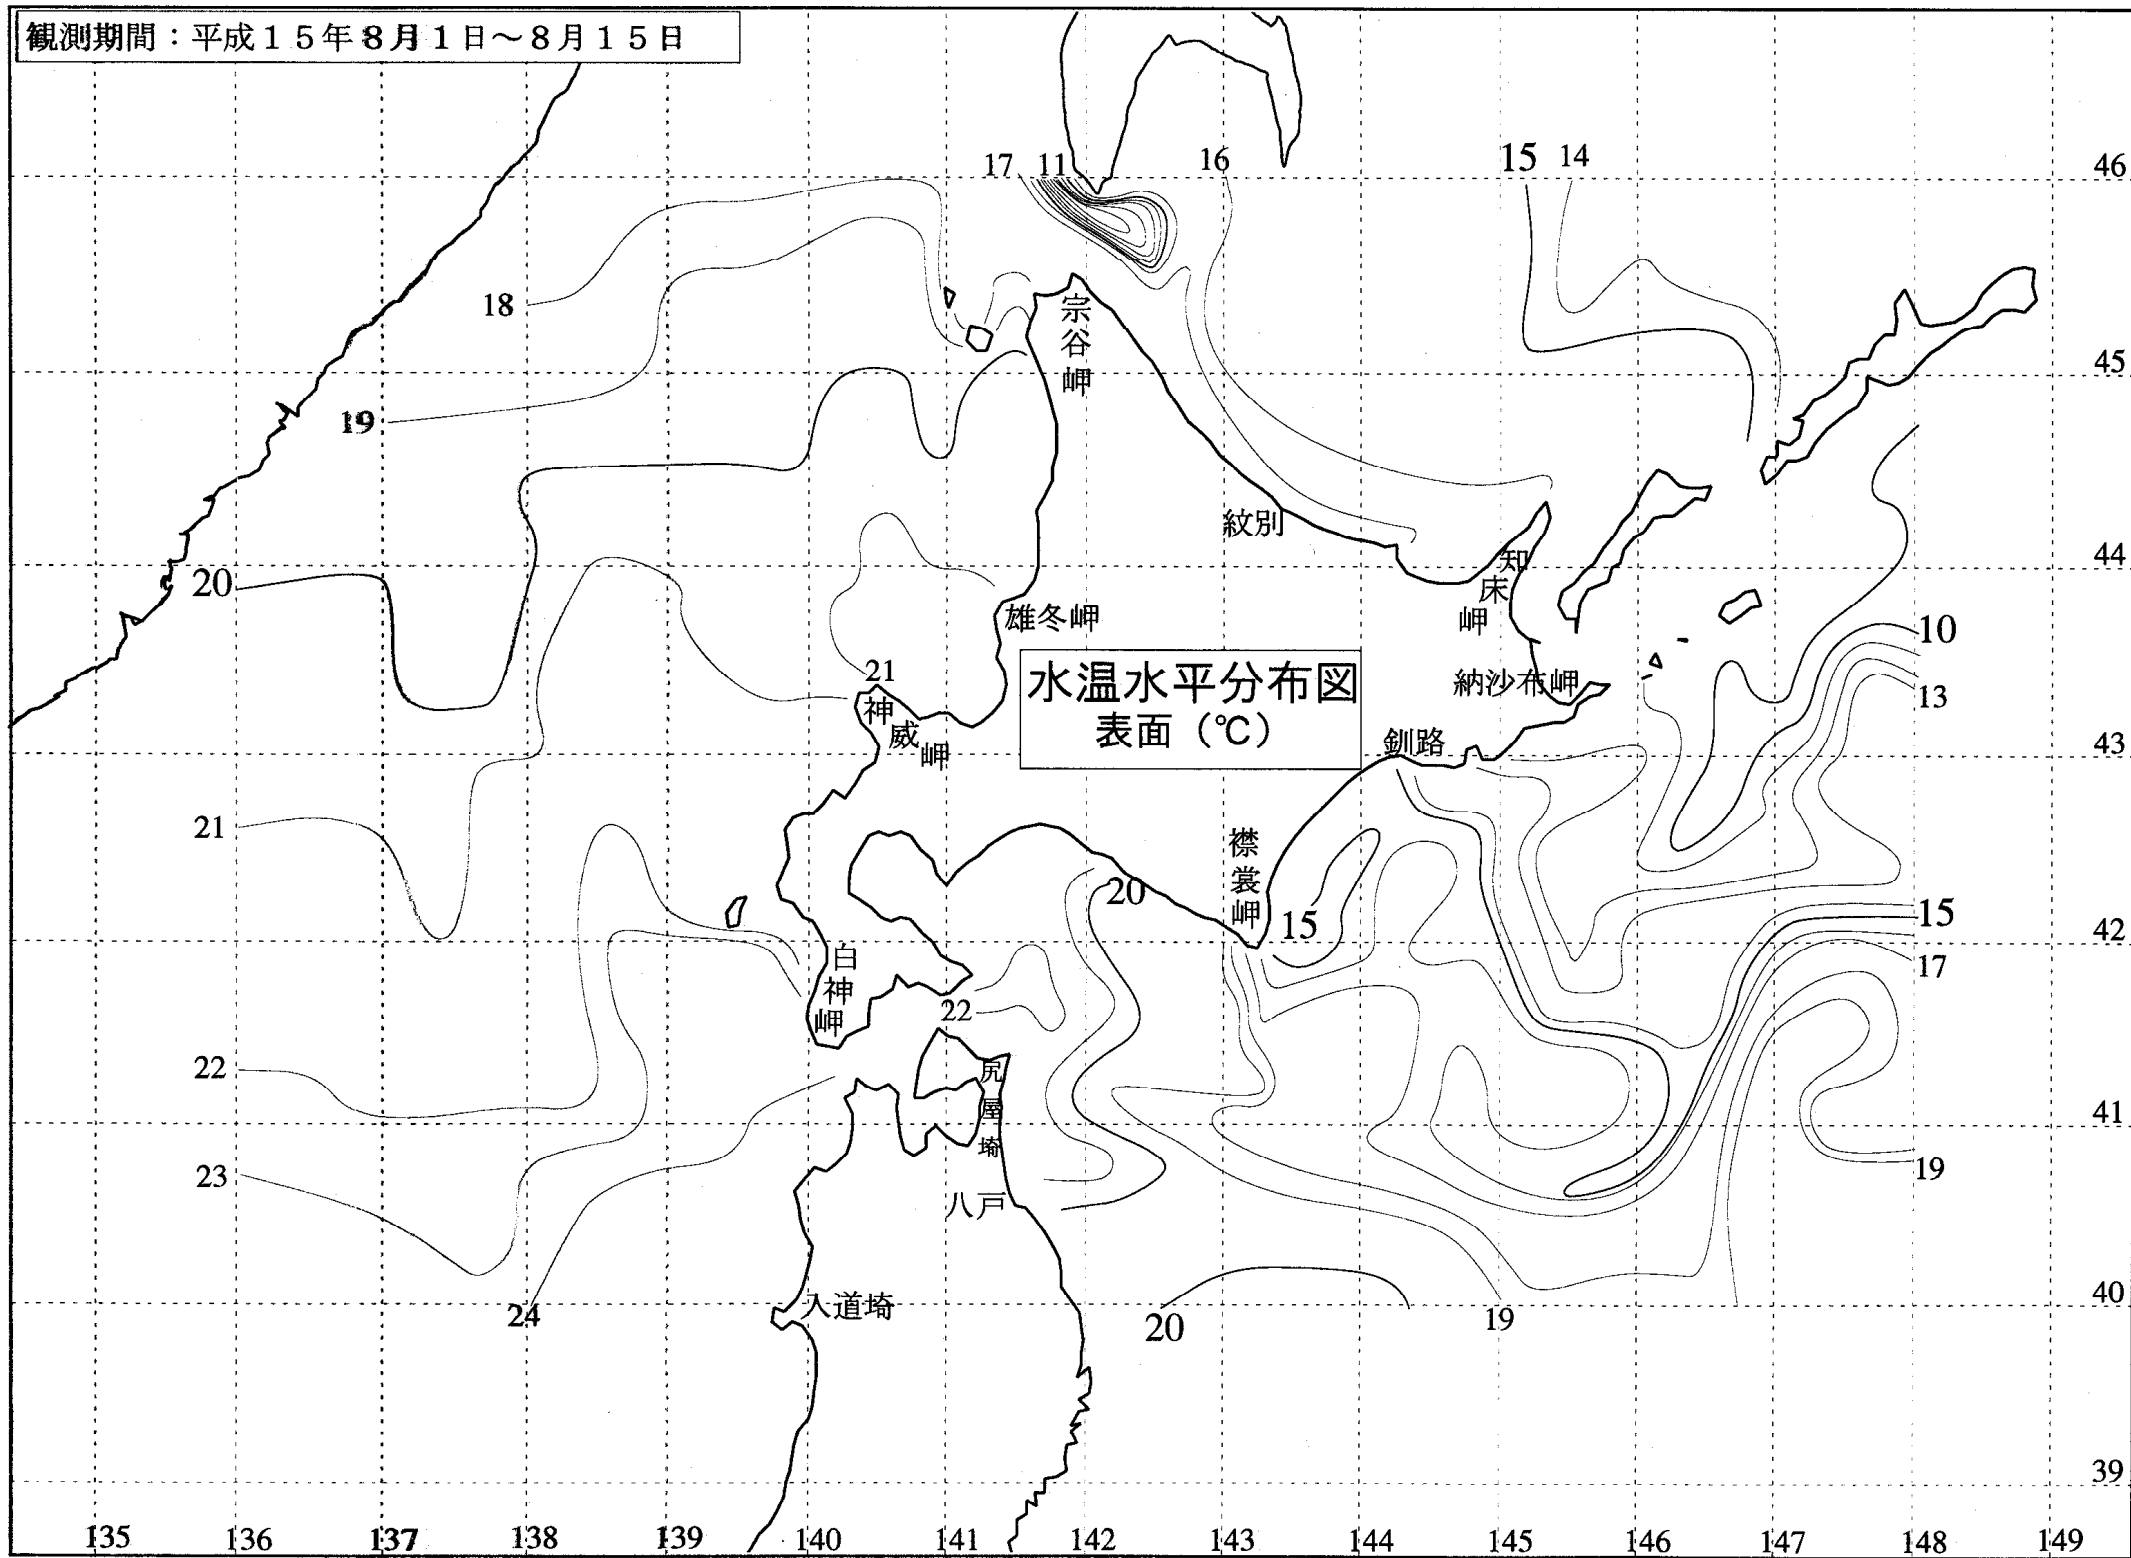 観測期間：平成１５年８月１日～８月１５日
17 11 16 15 14 46
18
宗谷岬
45
19
紋別
44
20
知床岬
雄冬岬
10
21
水温水平分布図
表面（℃）
納沙布岬
13
神威岬
釧路
43
21
襟裳岬
20
15
15
42
白神岬
17
22
22
尻屋埼
41
23
19
八戸
40
24
入道埼
20
19
39
135 136 137 138 139 140 141 142 143 144 145 146 147 148 149